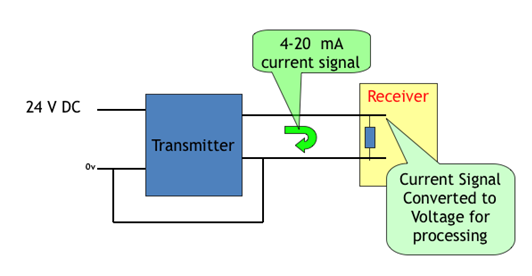 4-20 mA
current signal
Receiver
24 V DC
Transmitter
0v
Current Signal
Converted to
Voltage for
processing